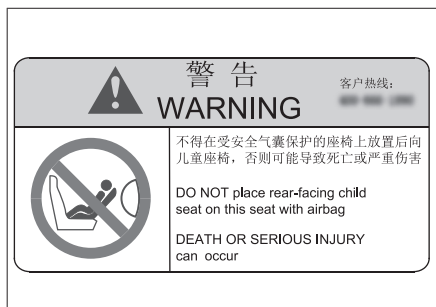 警 告
客户热线:
WARNING
不得在受安全气囊保护的座椅上放置后向
儿童座椅，否则可能导致死亡或严重伤害
DO NOT place rear-facing child
seat on this seat with airbag
DEATH OR SERIOUS INJURY
can occur